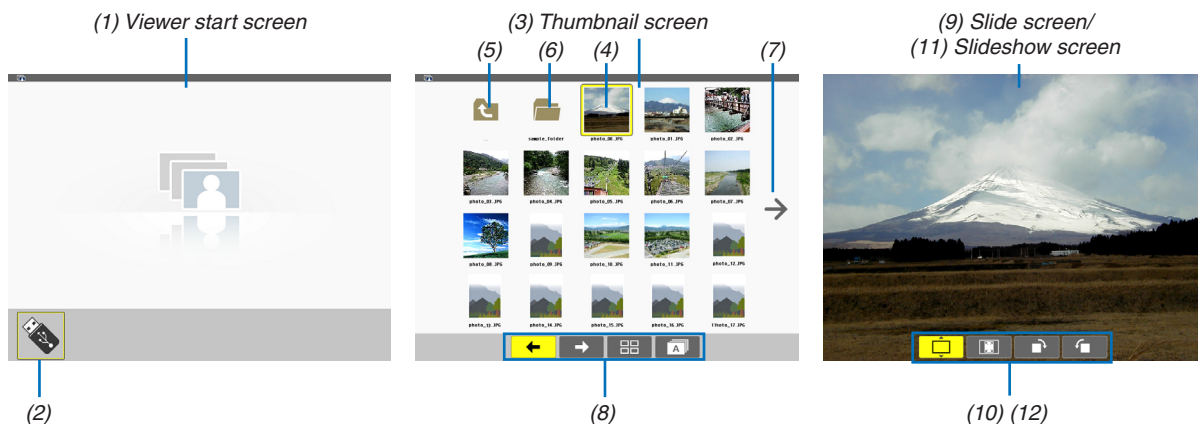 (1) Viewer start screen
(3) Thumbnail screen
(9) Slide screen/
(11) Slideshow screen
(5) (6) (4) (7)
sample_folder photo_00.JPG photo_01.JPG photo_02.JPG
photo_03.JPG photo_04.JPG photo_05.JPG photo_06.JPG photo_07.JPG
photo_08.JPG photo_09.JPG photo_10.JPG photo_11.JPG photo_12.JPG
photo_13.JPG photo_14.JPG photo_15.JPG photo_16.JPG photo_17.JPG
A
(2)
(8)
(10) (12)